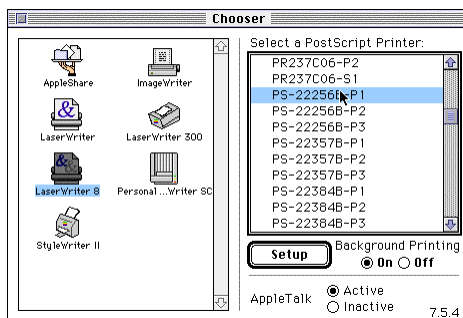 Chooser
AppleShare
ImageWriter
LaserWriter
LaserWriter 300
LaserWriter 8
Personal ...Writer SC
StyleWriter II
Select a PostScript Printer:
PR237C06-P2
PR237C06-S1
PS-22256B-P1
PS-22256B-P2
PS-22256B-P3
PS-22357B-P1
PS-22357B-P2
PS-22357B-P3
PS-22384B-P1
PS-22384B-P2
PS-22384B-P3
Setup
Background Printing
On Off
AppleTalk
Active
Inactive
7.5.4